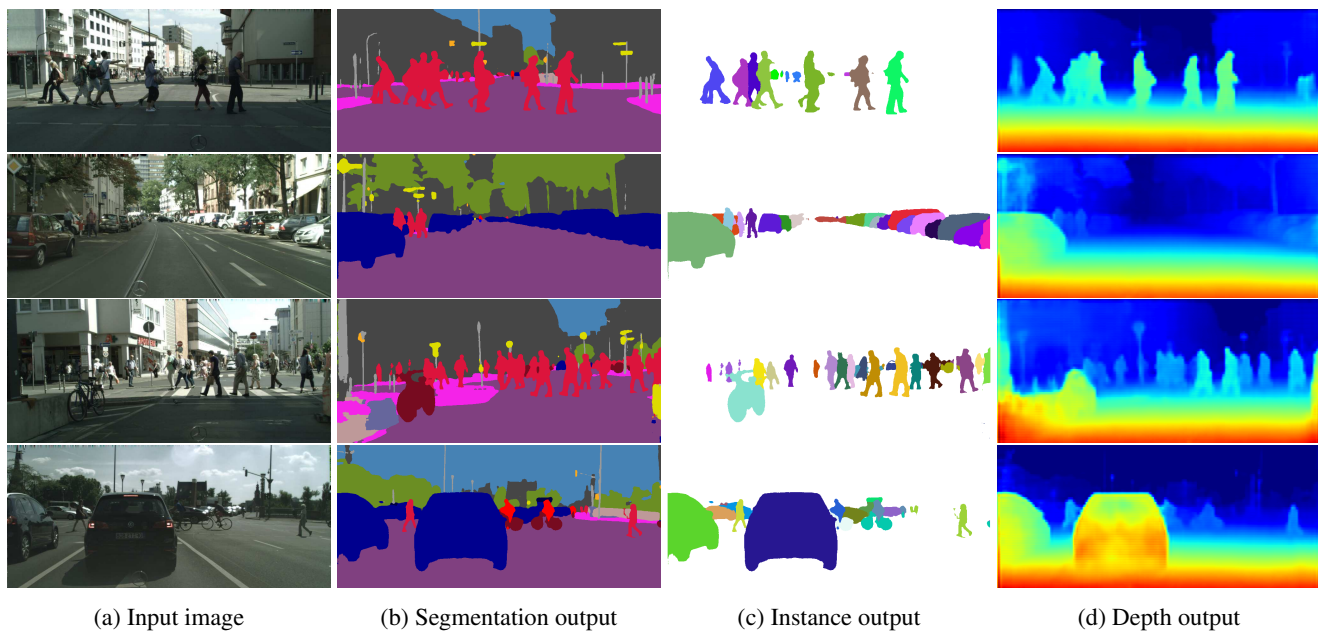 (a) Input image
(b) Segmentation output
(c) Instance output
(d) Depth output